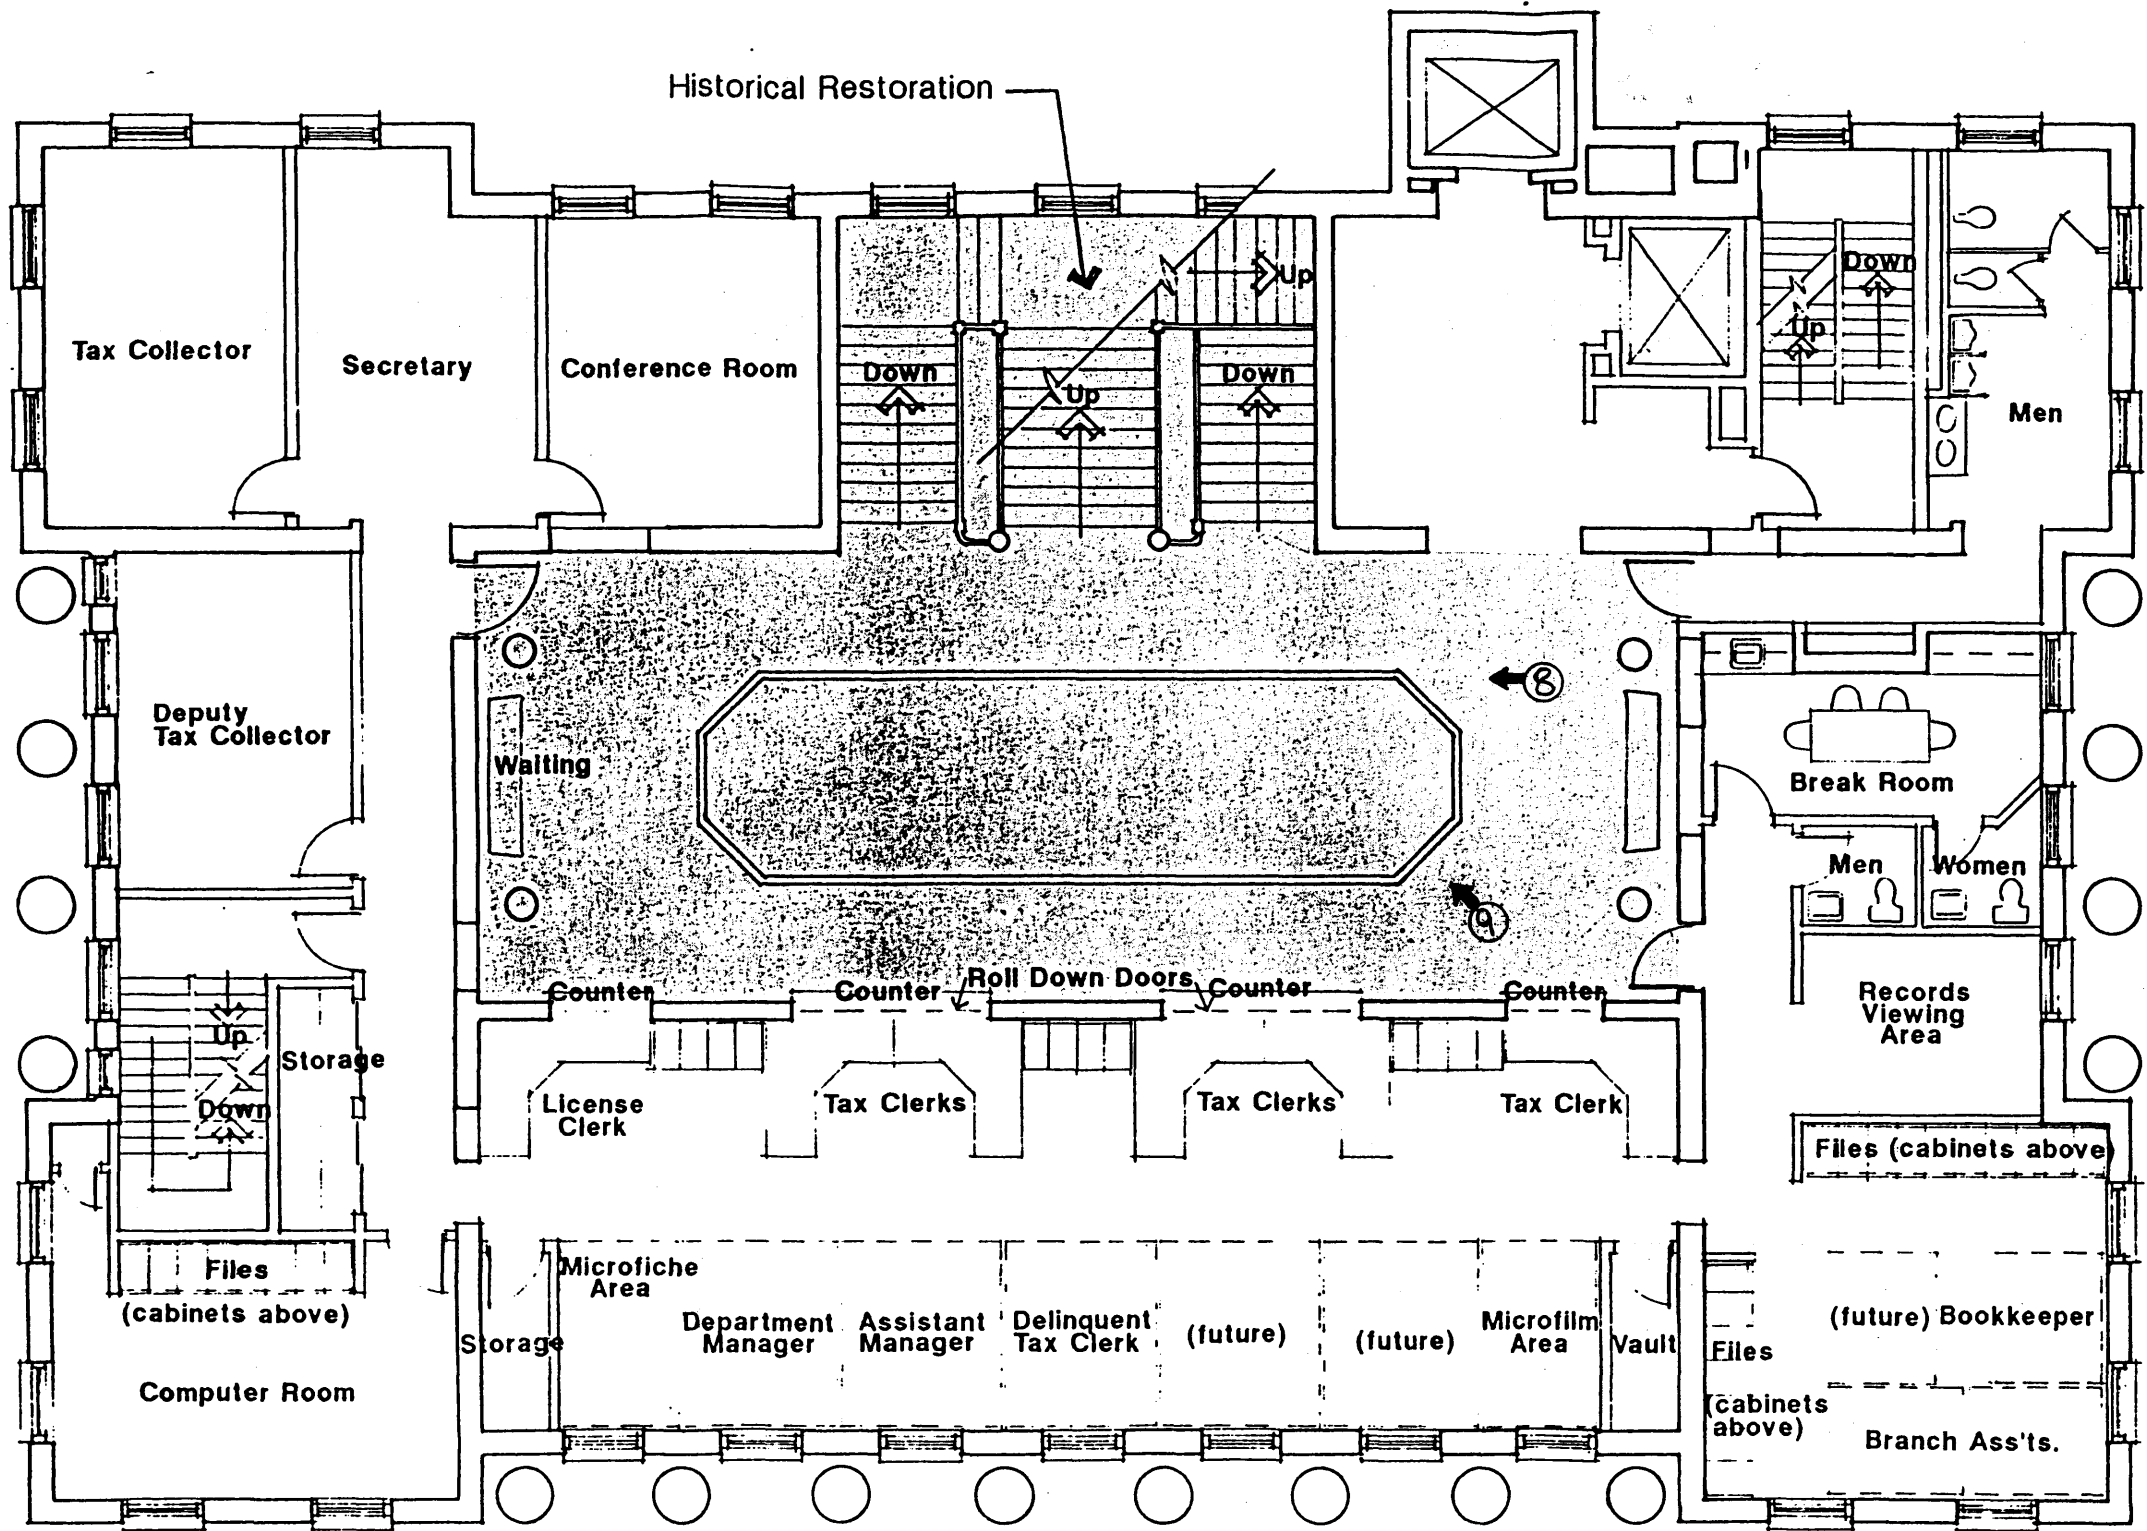 Historical Restoration
Up
Down
Up
Tax Collector
Secretary
Conference Room
Down
Up
Down
Men
Deputy
Tax Collector
8
Waiting
Break Room
Men
Women
9
Roll Down Doors
Counter
Counter
Counter
Counter
Records
Viewing
Area
Up
Storage
Down
License
Clerk
Tax Clerks
Tax Clerks
Tax Clerk
Files (cabinets above)
Files
(cabinets above)
Microfiche
Area
Storage
Department
Manager
Assistant
Manager
Delinquent
Tax Clerk
(future)
(future)
Microfilm
Area
Vault
Files
(cabinets
above)
(future) Bookkeeper
Computer Room
Branch Ass'ts.